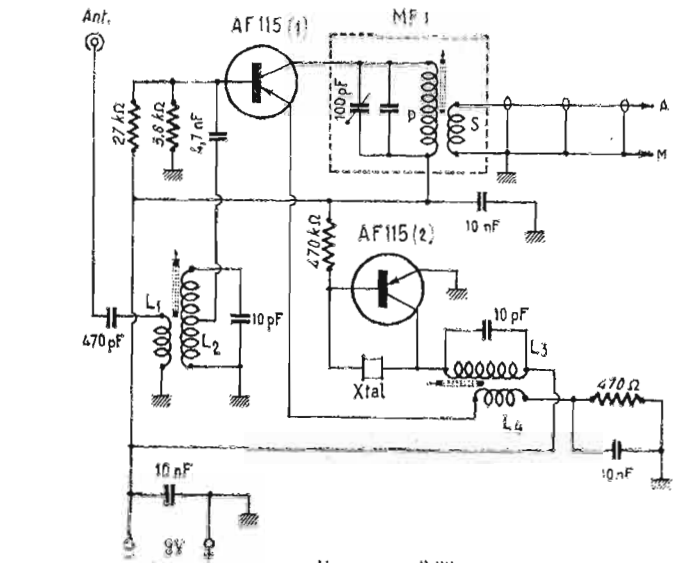 Ant.
AF115(1)
MF1
27 kΩ
5,6 kΩ
4,7 nF
100 pF
P
S
A
M
10 nF
470 kΩ
AF115(2)
L1
L2
470 pF
10 pF
10 pF
L3
Xtal
L4
470 Ω
10 nF
10 nF
9V